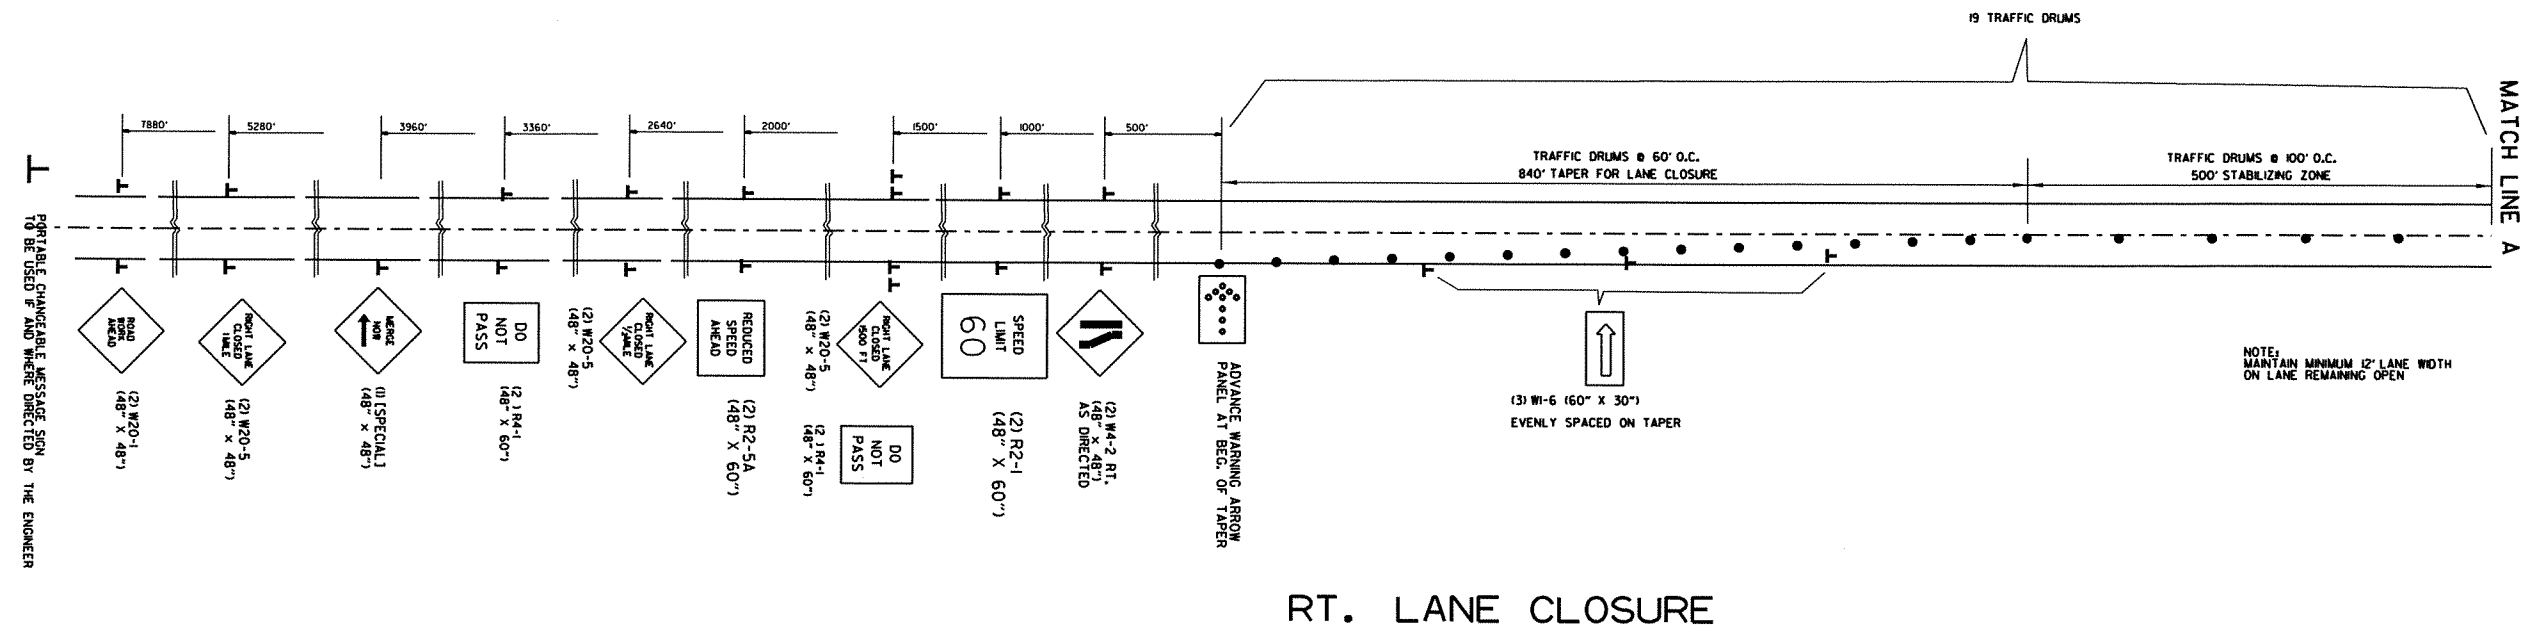 19 TRAFFIC DRUMS
MATCH LINE A
7880'
5280'
3960'
3360'
2640'
2000'
1500'
1000'
500'
TRAFFIC DRUMS @ 60' O.C.
840' TAPER FOR LANE CLOSURE
TRAFFIC DRUMS @ 100' O.C.
500' STABILIZING ZONE
PORTABLE CHANGEABLE MESSAGE SIGN
TO BE USED IF AND WHERE DIRECTED BY THE ENGINEER
ROAD
WORK
AHEAD
(2) W20-1
(48" X 48")
RIGHT LANE
CLOSED
1 MILE
(2) W20-5
(48" X 48")
MERGE
NOW
(1) [SPECIAL]
(48" X 48")
DO
NOT
PASS
(2) R4-1
(48" X 60")
(2) W20-5
(48" X 48")
RIGHT LANE
CLOSED
1/2 MILE
REDUCED
SPEED
AHEAD
(2) R2-5A
(48" X 60")
(2) W20-5
(48" X 48")
RIGHT LANE
CLOSED
1500 FT
(2) R4-1
(48" X 60")
DO
NOT
PASS
SPEED
LIMIT
60
(2) R2-1
(48" X 60")
(2) W4-2 RT.
(48" X 48")
AS DIRECTED
ADVANCE WARNING ARROW
PANEL AT BEG. OF TAPER
(3) W1-6 (60" X 30")
EVENLY SPACED ON TAPER
NOTE:
MAINTAIN MINIMUM 12' LANE WIDTH
ON LANE REMAINING OPEN
RT. LANE CLOSURE